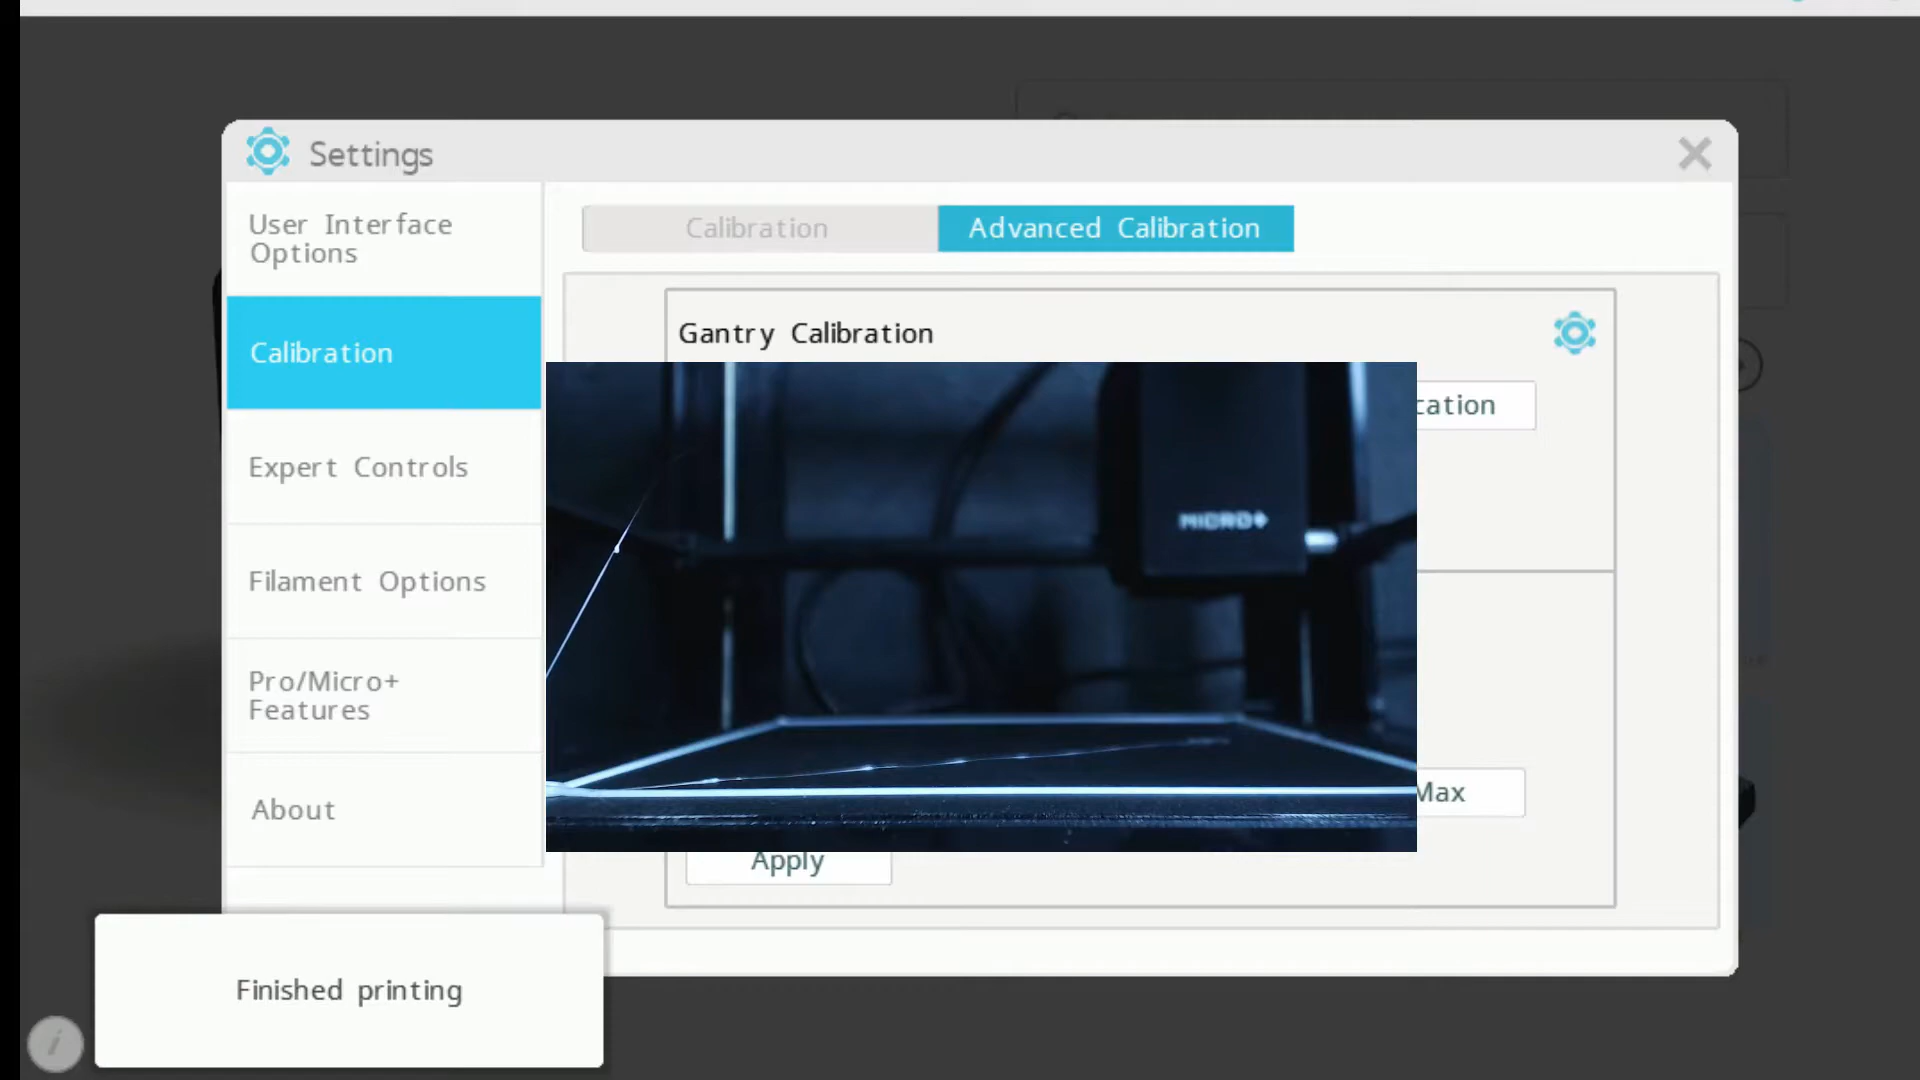 Settings
User Interface
Options
Calibration
Expert Controls
Filament Options
Pro/Micro+
Features
About
Calibration
Advanced Calibration
Gantry Calibration
cation
MICRO+
Max
Apply
Finished printing
i